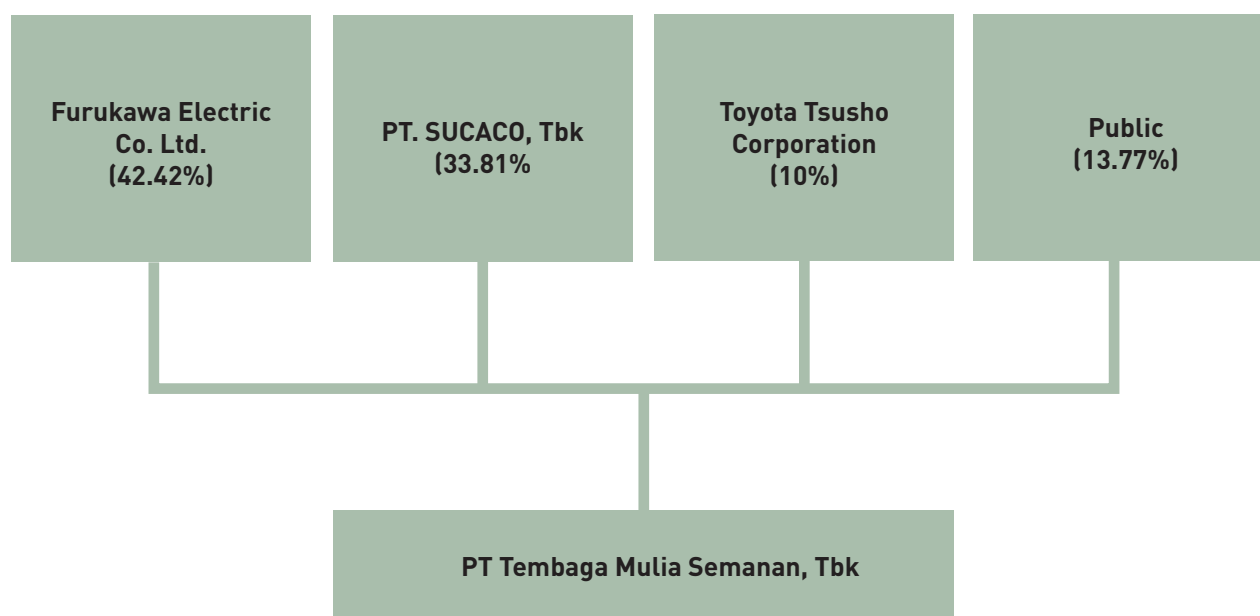 Furukawa Electric
Co. Ltd.
(42.42%)
PT. SUCACO, Tbk
(33.81%
Toyota Tsusho
Corporation
(10%)
Public
(13.77%)
PT Tembaga Mulia Semanan, Tbk